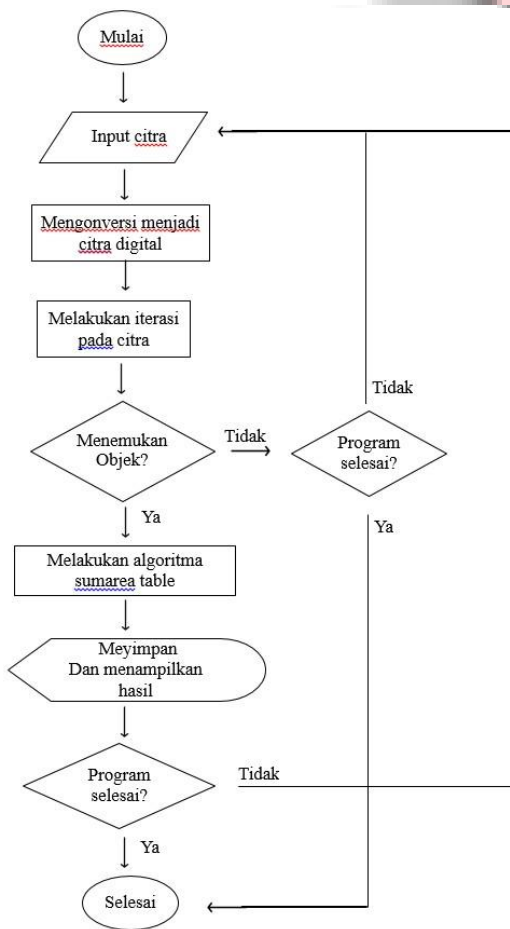 Mulai
Input citra
Mengonversi menjadi
citra digital
Melakukan iterasi
pada citra
Menemukan
Objek?
Tidak
Program
selesai?
Tidak
Ya
Ya
Melakukan algoritma
sumarea table
Meyimpan
Dan menampilkan
hasil
Program
selesai?
Tidak
Ya
Selesai